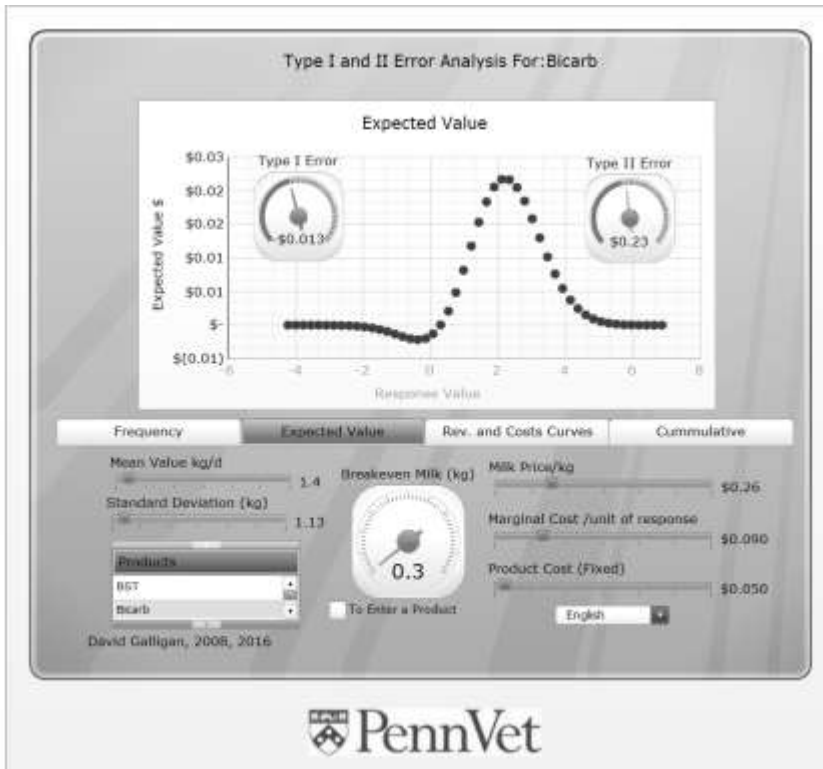 Type I and II Error Analysis For:Bicarb
Expected Value
$0.03
$0.02
$0.02
$0.01
$0.01
$-
$(0.01)
Expected Value $
Type I Error
$0.013
Type II Error
$0.23
-6 -4 -2 0 2 4 6 8
Response Value
Frequency Expected Value Rev. and Costs Curves Cummulative
Mean Value kg/d
1.4
Standard Deviation (kg)
1.13
Products
BST
Bicarb
David Galligan, 2008, 2016
Breakeven Milk (kg)
0.3
To Enter a Product
Milk Price/kg
$0.26
Marginal Cost /unit of response
$0.090
Product Cost (Fixed)
$0.050
English
PennVet